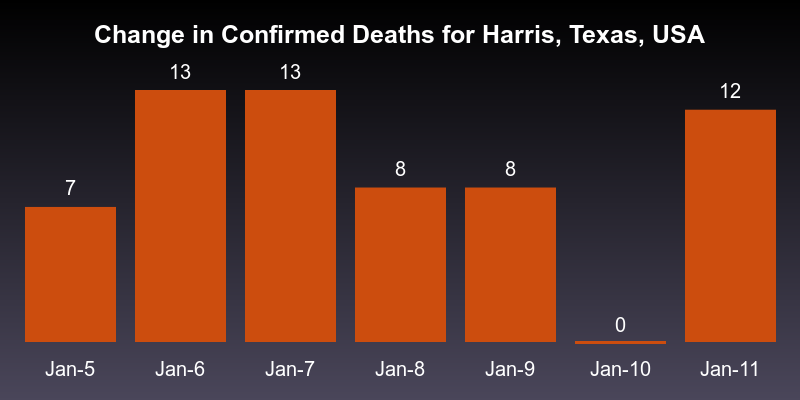 Change in Confirmed Deaths for Harris, Texas, USA
7 13 13 8 8 0 12
Jan-5 Jan-6 Jan-7 Jan-8 Jan-9 Jan-10 Jan-11